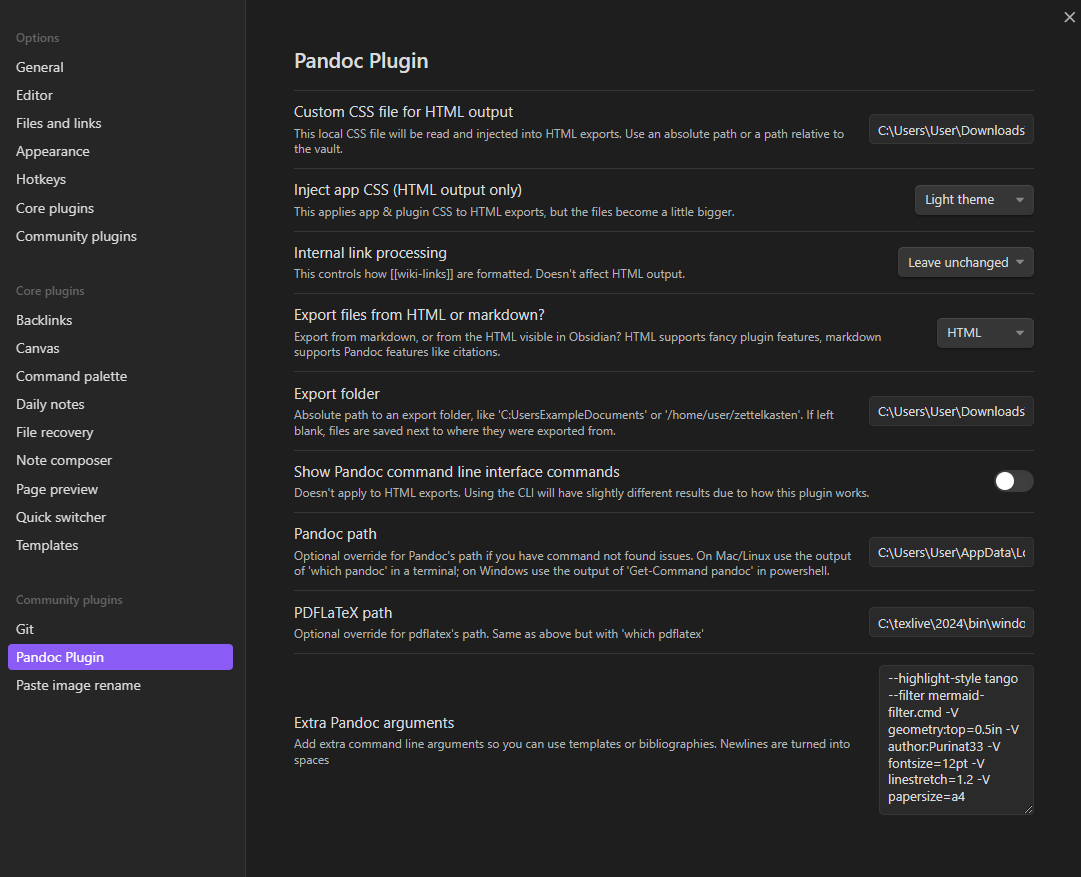 Options
General
Editor
Files and links
Appearance
Hotkeys
Core plugins
Community plugins
Core plugins
Backlinks
Canvas
Command palette
Daily notes
File recovery
Note composer
Page preview
Quick switcher
Templates
Community plugins
Git
Pandoc Plugin
Paste image rename
Pandoc Plugin
Custom CSS file for HTML output
This local CSS file will be read and injected into HTML exports. Use an absolute path or a path relative to
the vault.
C:\Users\User\Downloads
Inject app CSS (HTML output only)
This applies app & plugin CSS to HTML exports, but the files become a little bigger.
Light theme
Internal link processing
This controls how [[wiki-links]] are formatted. Doesn't affect HTML output.
Leave unchanged
Export files from HTML or markdown?
Export from markdown, or from the HTML visible in Obsidian? HTML supports fancy plugin features, markdown
supports Pandoc features like citations.
HTML
Export folder
Absolute path to an export folder, like 'C:UsersExampleDocuments' or '/home/user/zettelkasten'. If left
blank, files are saved next to where they were exported from.
C:\Users\User\Downloads
Show Pandoc command line interface commands
Doesn't apply to HTML exports. Using the CLI will have slightly different results due to how this plugin works.
Pandoc path
Optional override for Pandoc's path if you have command not found issues. On Mac/Linux use the output
of 'which pandoc' in a terminal; on Windows use the output of 'Get-Command pandoc' in powershell.
C:\Users\User\AppData\Lo
PDFLaTeX path
Optional override for pdflatex's path. Same as above but with 'which pdflatex'
C:\texlive\2024\bin\windo
Extra Pandoc arguments
Add extra command line arguments so you can use templates or bibliographies. Newlines are turned into
spaces
--highlight-style tango
--filter mermaid-
filter.cmd -V
geometry:top=0.5in -V
author:Purinat33 -V
fontsize=12pt -V
linestretch=1.2 -V
papersize=a4